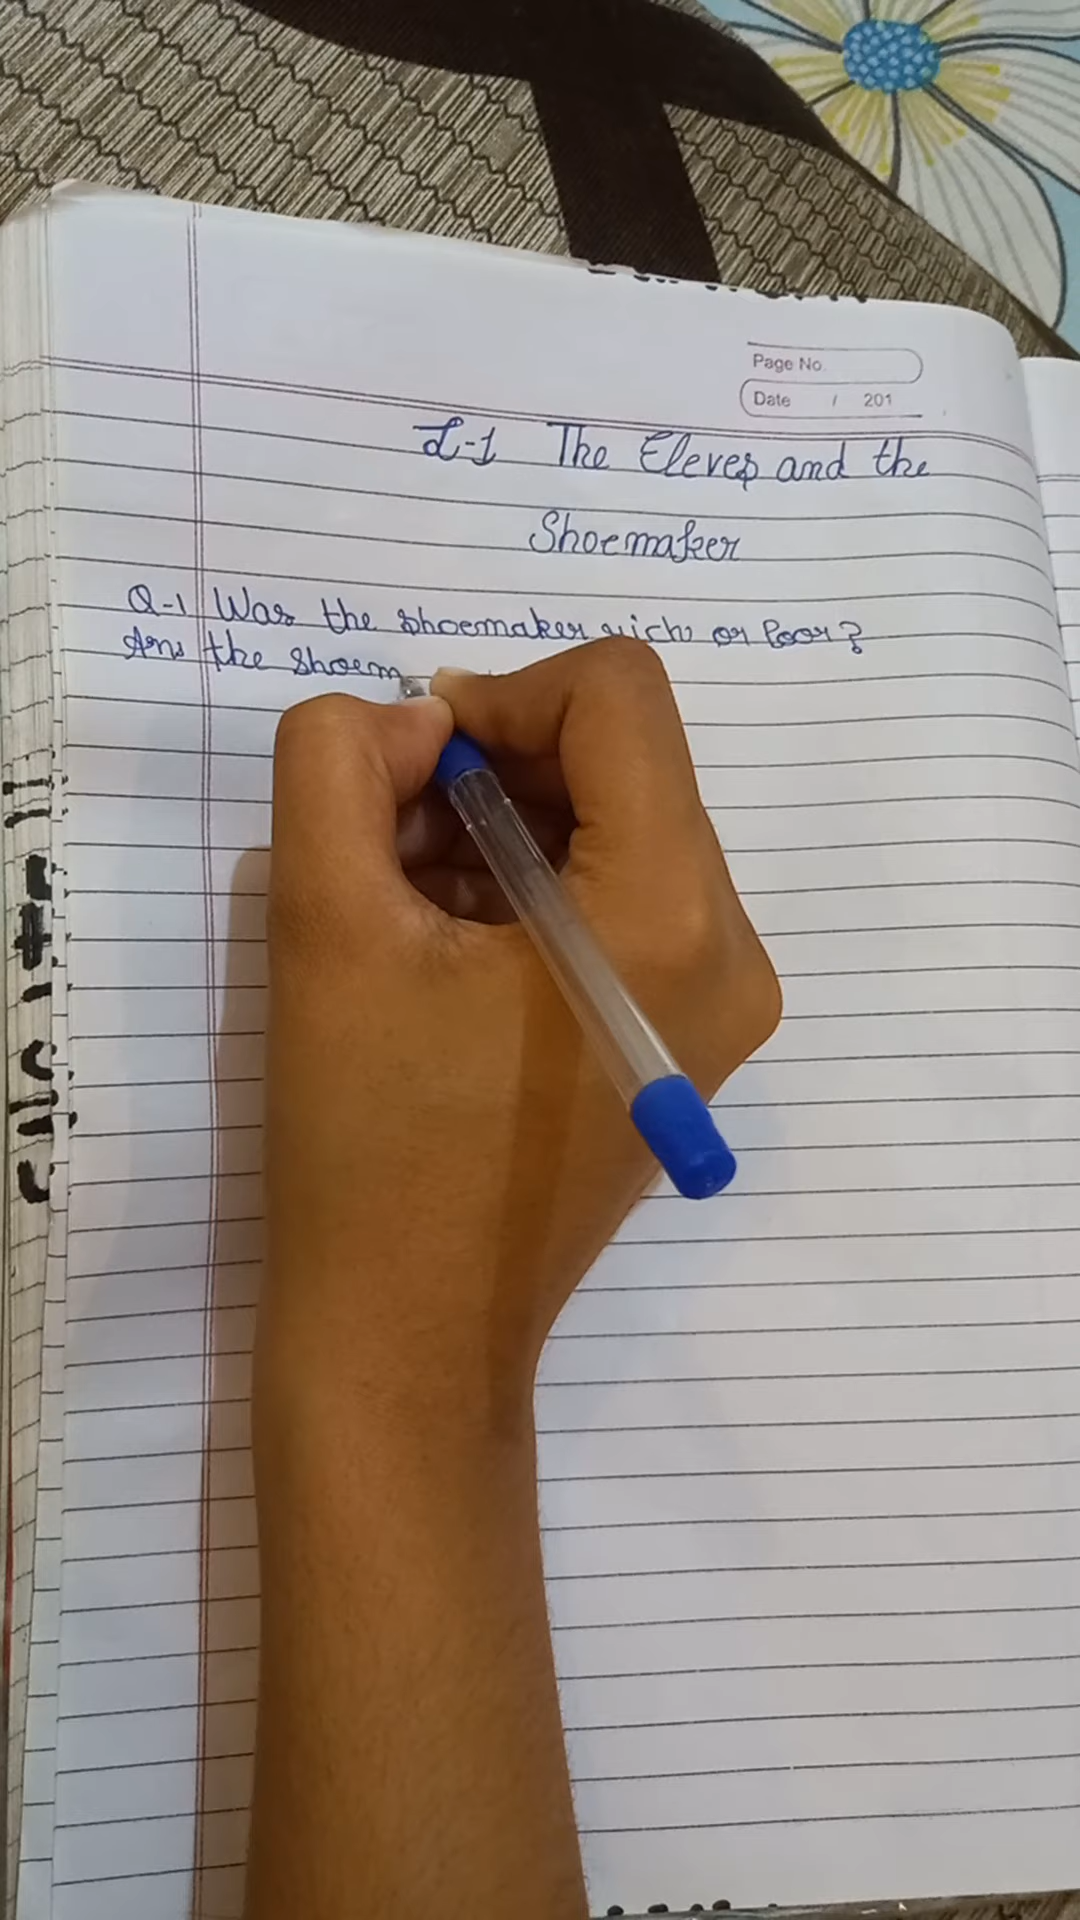 Page No.
Date / 201
L-1 The Eleves and the
Shoemaker
Q-1 Was the shoemaker rich or Poor?
Ans the shoem